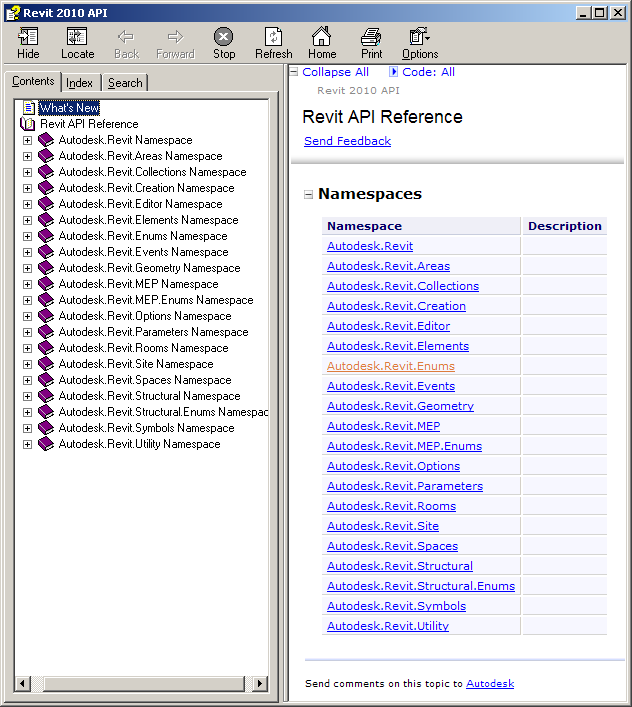 Revit 2010 API
Hide Locate Back Forward Stop Refresh Home Print Options
Contents Index Search
What's New
Revit API Reference
Autodesk.Revit Namespace
Autodesk.Revit.Areas Namespace
Autodesk.Revit.Collections Namespace
Autodesk.Revit.Creation Namespace
Autodesk.Revit.Editor Namespace
Autodesk.Revit.Elements Namespace
Autodesk.Revit.Enums Namespace
Autodesk.Revit.Events Namespace
Autodesk.Revit.Geometry Namespace
Autodesk.Revit.MEP Namespace
Autodesk.Revit.MEP.Enums Namespace
Autodesk.Revit.Options Namespace
Autodesk.Revit.Parameters Namespace
Autodesk.Revit.Rooms Namespace
Autodesk.Revit.Site Namespace
Autodesk.Revit.Spaces Namespace
Autodesk.Revit.Structural Namespace
Autodesk.Revit.Structural.Enums Namespac
Autodesk.Revit.Symbols Namespace
Autodesk.Revit.Utility Namespace
Collapse All Code: All
Revit 2010 API
Revit API Reference
Send Feedback
Namespaces
Namespace Description
Autodesk.Revit
Autodesk.Revit.Areas
Autodesk.Revit.Collections
Autodesk.Revit.Creation
Autodesk.Revit.Editor
Autodesk.Revit.Elements
Autodesk.Revit.Enums
Autodesk.Revit.Events
Autodesk.Revit.Geometry
Autodesk.Revit.MEP
Autodesk.Revit.MEP.Enums
Autodesk.Revit.Options
Autodesk.Revit.Parameters
Autodesk.Revit.Rooms
Autodesk.Revit.Site
Autodesk.Revit.Spaces
Autodesk.Revit.Structural
Autodesk.Revit.Structural.Enums
Autodesk.Revit.Symbols
Autodesk.Revit.Utility
Send comments on this topic to Autodesk